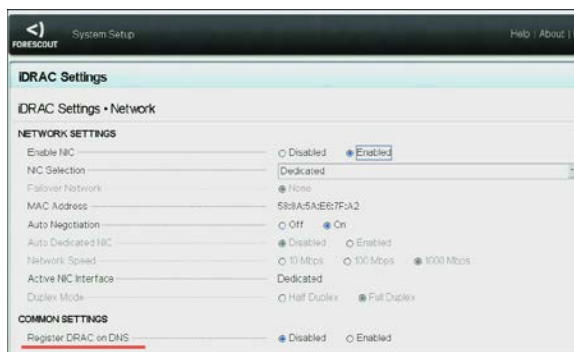 <)
FORESCOUT System Setup Help | About |
iDRAC Settings
iDRAC Settings • Network
NETWORK SETTINGS
Enable NIC Disabled Enabled
NIC Selection Dedicated
Failover Network None
MAC Address 58:8A:5A:E6:7F:A2
Auto Negotiation Off On
Auto Dedicated NIC Disabled Enabled
Network Speed 10 Mbps 100 Mbps 1000 Mbps
Active NIC Interface Dedicated
Duplex Mode Half Duplex Full Duplex
COMMON SETTINGS
Register DRAC on DNS Disabled Enabled